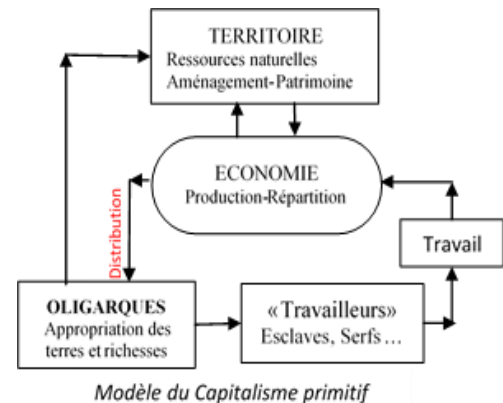 TERRITOIRE
Ressources naturelles
Aménagement-Patrimoine
ECONOMIE
Production-Répartition
Distribution
Travail
OLIGARQUES
Appropriation des
terres et richesses
«Travailleurs»
Esclaves, Serfs...
Modèle du Capitalisme primitif